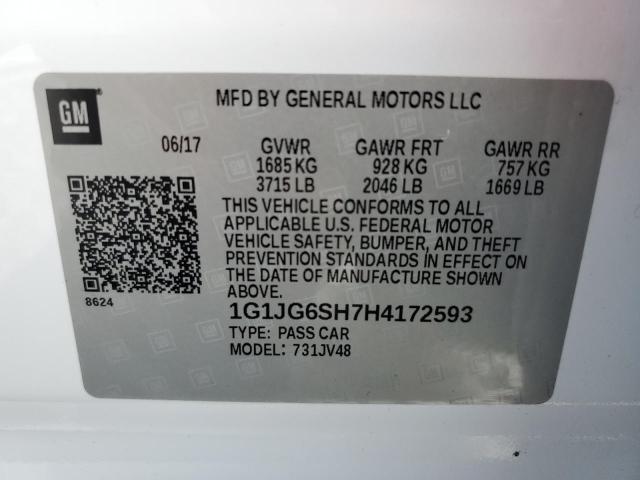 GM
MFD BY GENERAL MOTORS LLC
06/17 GVWR GAWR FRT GAWR RR
1685 KG 928 KG 757 KG
3715 LB 2046 LB 1669 LB
THIS VEHICLE CONFORMS TO ALL
APPLICABLE U.S. FEDERAL MOTOR
VEHICLE SAFETY, BUMPER, AND THEFT
PREVENTION STANDARDS IN EFFECT ON
THE DATE OF MANUFACTURE SHOWN
ABOVE.
8624
1G1JG6SH7H4172593
TYPE: PASS CAR
MODEL: 731JV48